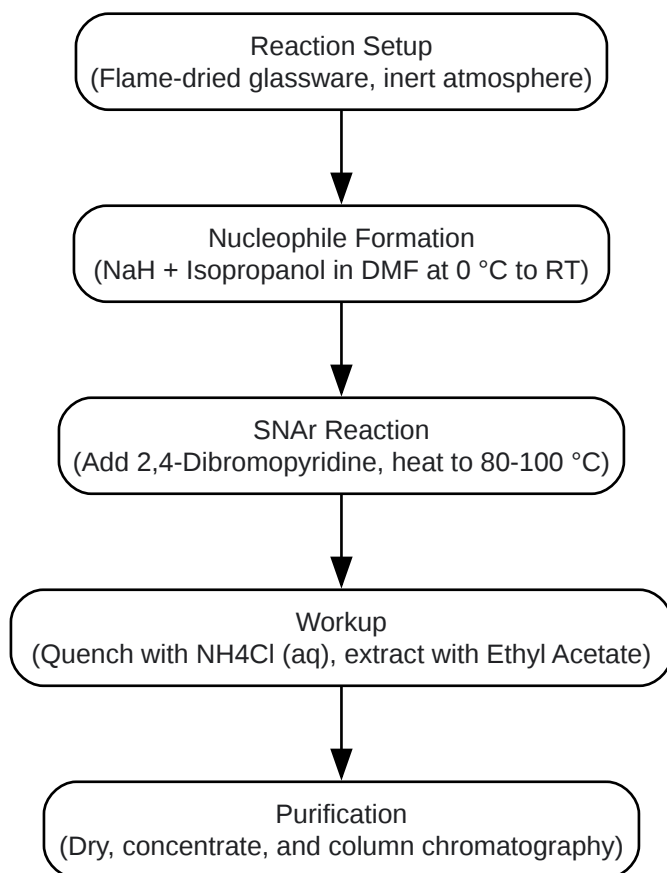 Reaction Setup
(Flame-dried glassware, inert atmosphere)
Nucleophile Formation
(NaH + Isopropanol in DMF at 0 °C to RT)
SNAr Reaction
(Add 2,4-Dibromopyridine, heat to 80-100 °C)
Workup
(Quench with NH4Cl (aq), extract with Ethyl Acetate)
Purification
(Dry, concentrate, and column chromatography)